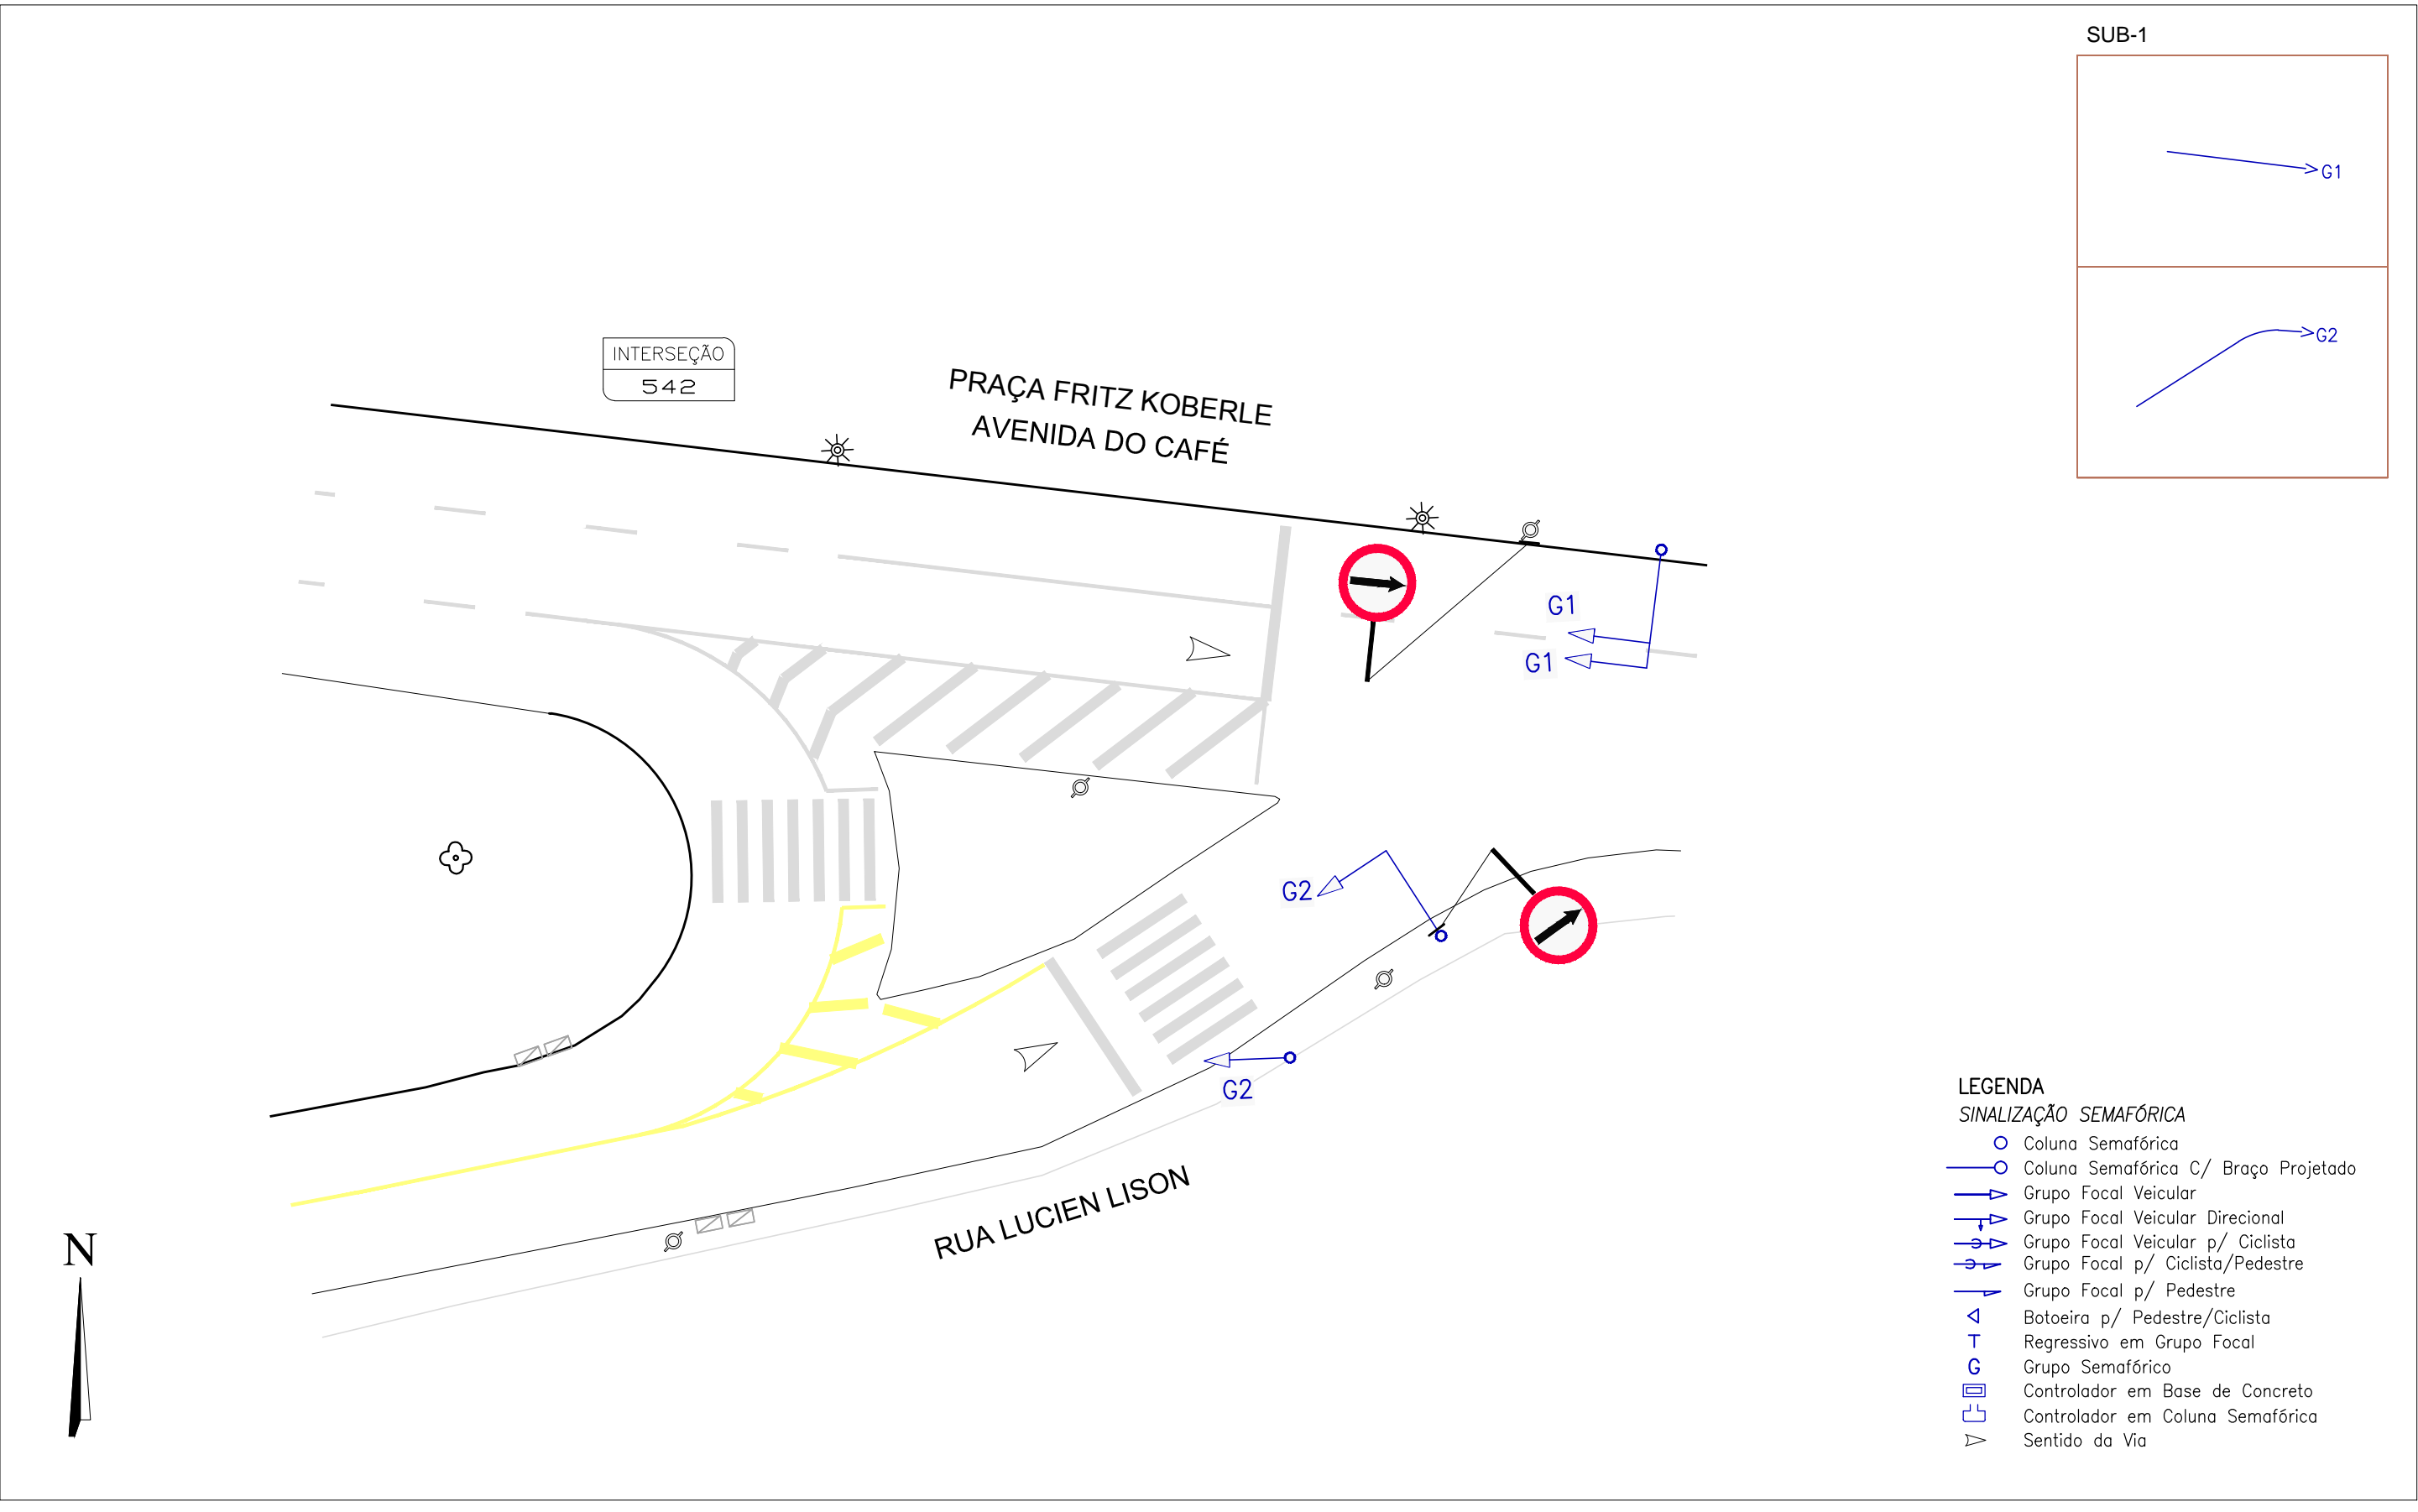 SUB-1
G1
G2
INTERSEÇÃO
542
PRAÇA FRITZ KOBERLE
AVENIDA DO CAFÉ
G1
G1
G2
G2
RUA LUCIEN LISON
N
LEGENDA
SINALIZAÇÃO SEMAFÓRICA
Coluna Semafórica
Coluna Semafórica C/ Braço Projetado
Grupo Focal Veicular
Grupo Focal Veicular Direcional
Grupo Focal Veicular p/ Ciclista
Grupo Focal p/ Ciclista/Pedestre
Grupo Focal p/ Pedestre
Botoeira p/ Pedestre/Ciclista
T Regressivo em Grupo Focal
G Grupo Semafórico
Controlador em Base de Concreto
Controlador em Coluna Semafórica
Sentido da Via